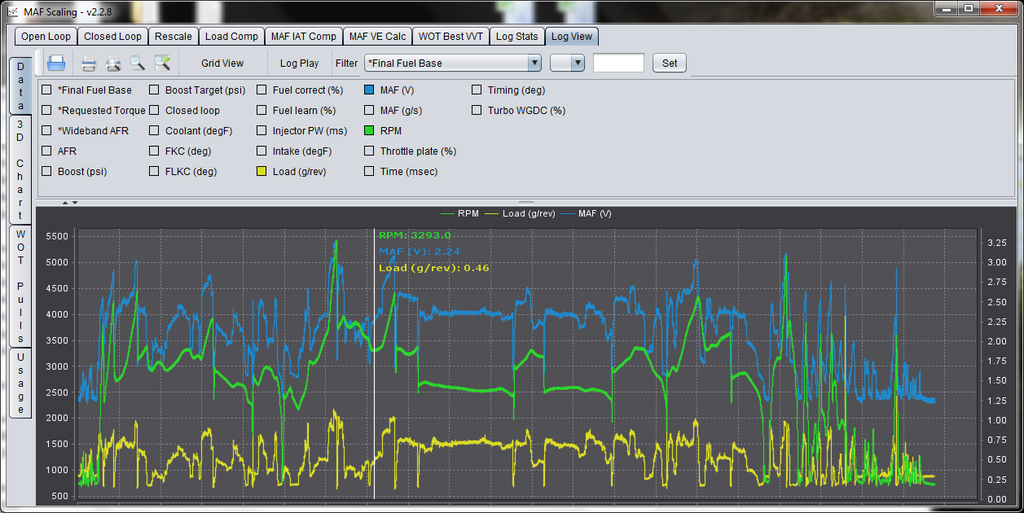 MAF Scaling - v2.2.8
Open Loop Closed Loop Rescale Load Comp MAF IAT Comp MAF VE Calc WOT Best VVT Log Stats Log View
Data
3D Chart
WOT Pulls
Usage
Grid View Log Play Filter *Final Fuel Base Set
*Final Fuel Base Boost Target (psi) Fuel correct (%) MAF (V) Timing (deg)
*Requested Torque Closed loop Fuel learn (%) MAF (g/s) Turbo WGDC (%)
*Wideband AFR Coolant (degF) Injector PW (ms) RPM
AFR FKC (deg) Intake (degF) Throttle plate (%)
Boost (psi) FLKC (deg) Load (g/rev) Time (msec)
RPM Load (g/rev) MAF (V)
RPM: 3293.0
MAF (V): 2.24
Load (g/rev): 0.46
5500
5000
4500
4000
3500
3000
2500
2000
1500
1000
500
3.25
3.00
2.75
2.50
2.25
2.00
1.75
1.50
1.25
1.00
0.75
0.50
0.25
0.00